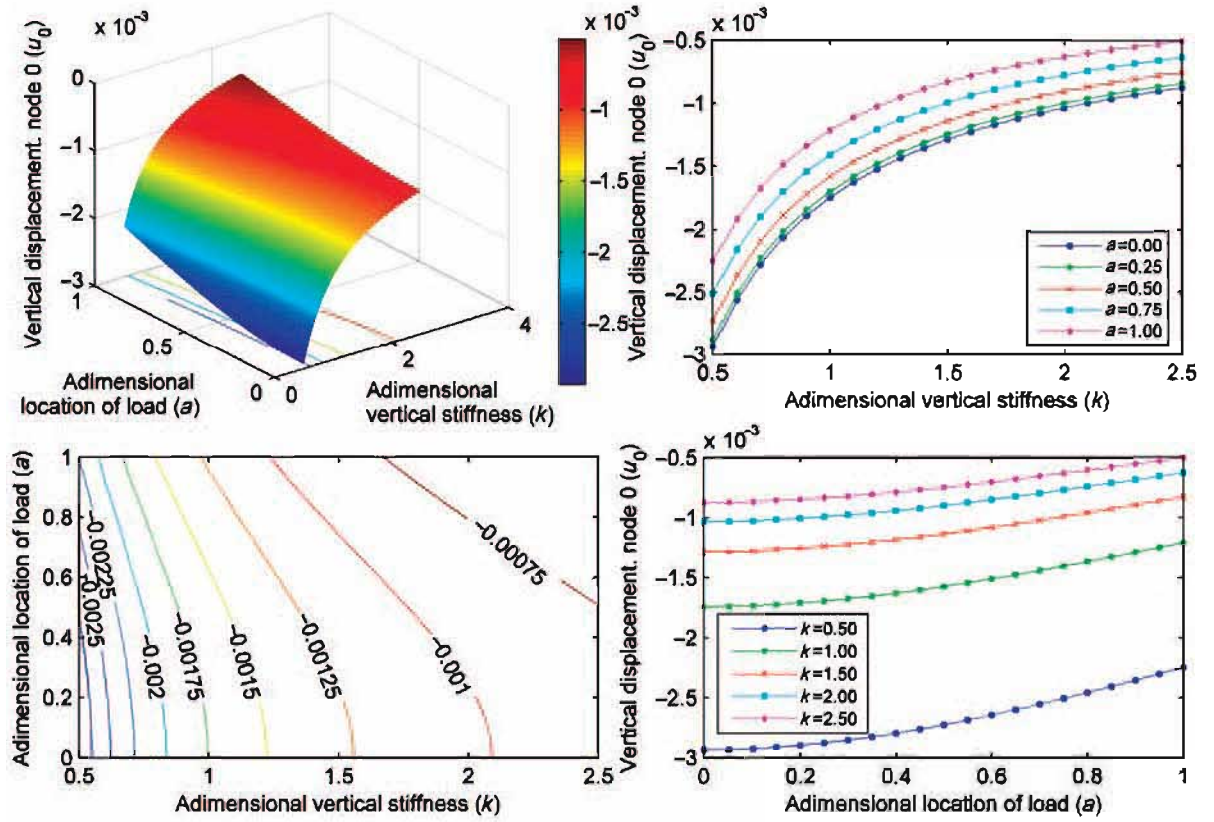 x 10⁻³
Vertical displacement. node 0 (u₀)
0
−1
−2
−3
1
0.5
0
0
2
4
Adimensional
location of load (a)
Adimensional
vertical stiffness (k)
x 10⁻³
−1
−1.5
−2
−2.5
x 10⁻³
Vertical displacement. node 0 (u₀)
−0.5
−1
−1.5
−2
−2.5
−3
0.5
1
1.5
2
2.5
Adimensional vertical stiffness (k)
a=0.00
a=0.25
a=0.50
a=0.75
a=1.00
Adimensional location of load (a)
1
0.8
0.6
0.4
0.2
0
0.5
1
1.5
2
2.5
Adimensional vertical stiffness (k)
−0.0025
−0.00225
−0.002
−0.00175
−0.0015
−0.00125
−0.001
−0.00075
x 10⁻³
Vertical displacement. node 0 (u₀)
−0.5
−1
−1.5
−2
−2.5
−3
0
0.2
0.4
0.6
0.8
1
Adimensional location of load (a)
k=0.50
k=1.00
k=1.50
k=2.00
k=2.50